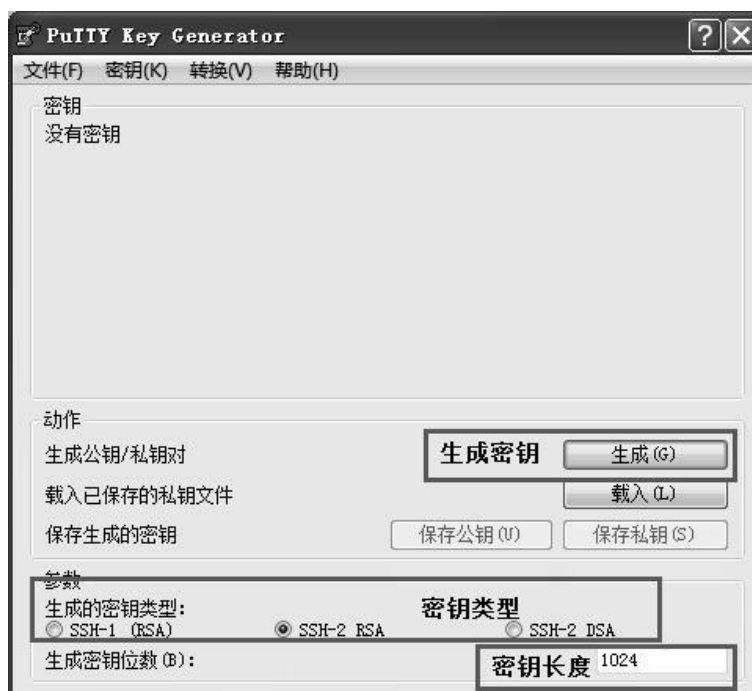 PuTTY Key Generator
文件(F) 密钥(K) 转换(V) 帮助(H)
密钥
没有密钥
动作
生成公钥/私钥对 生成密钥 生成(G)
载入已保存的私钥文件 载入(L)
保存生成的密钥 保存公钥(U) 保存私钥(S)
参数
生成的密钥类型: 密钥类型
SSH-1 (RSA) SSH-2 RSA SSH-2 DSA
生成密钥位数(B): 密钥长度 1024